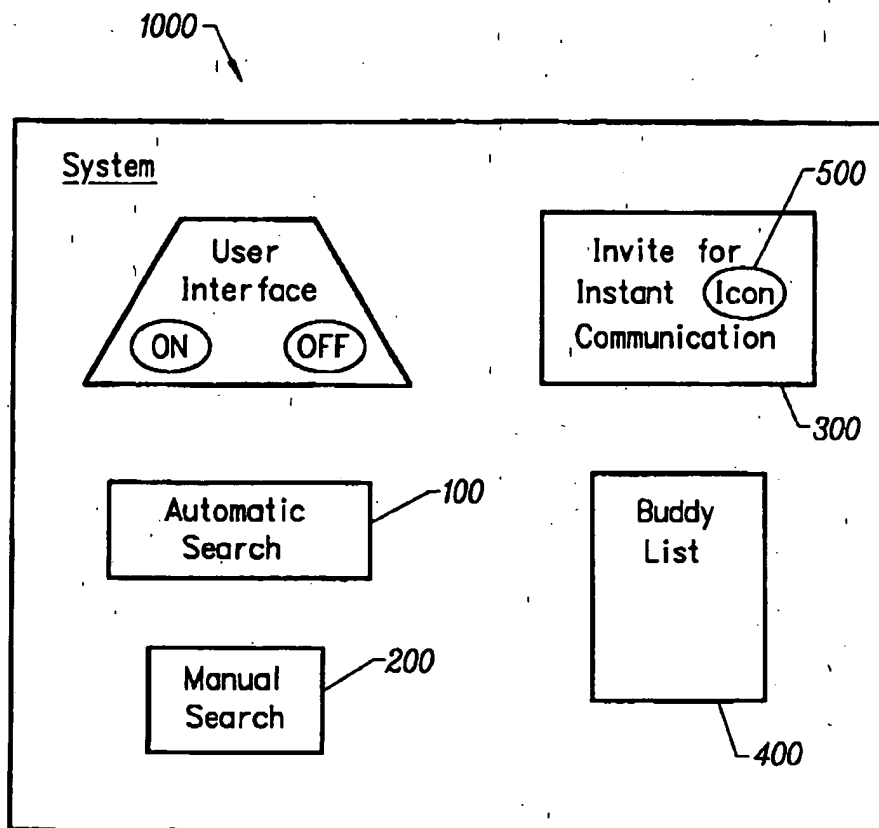 1000
System
500
User
Interface
ON OFF
Invite for
Instant Icon
Communication
300
Automatic
Search
100
Buddy
List
Manual
Search
200
400